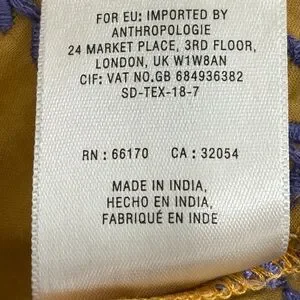 FOR EU: IMPORTED BY
ANTHROPOLOGIE
24 MARKET PLACE, 3RD FLOOR,
LONDON, UK W1W8AN
CIF: VAT NO.GB 684936382
SD-TEX-18-7
RN : 66170 CA : 32054
MADE IN INDIA,
HECHO EN INDIA,
FABRIQUÉ EN INDE